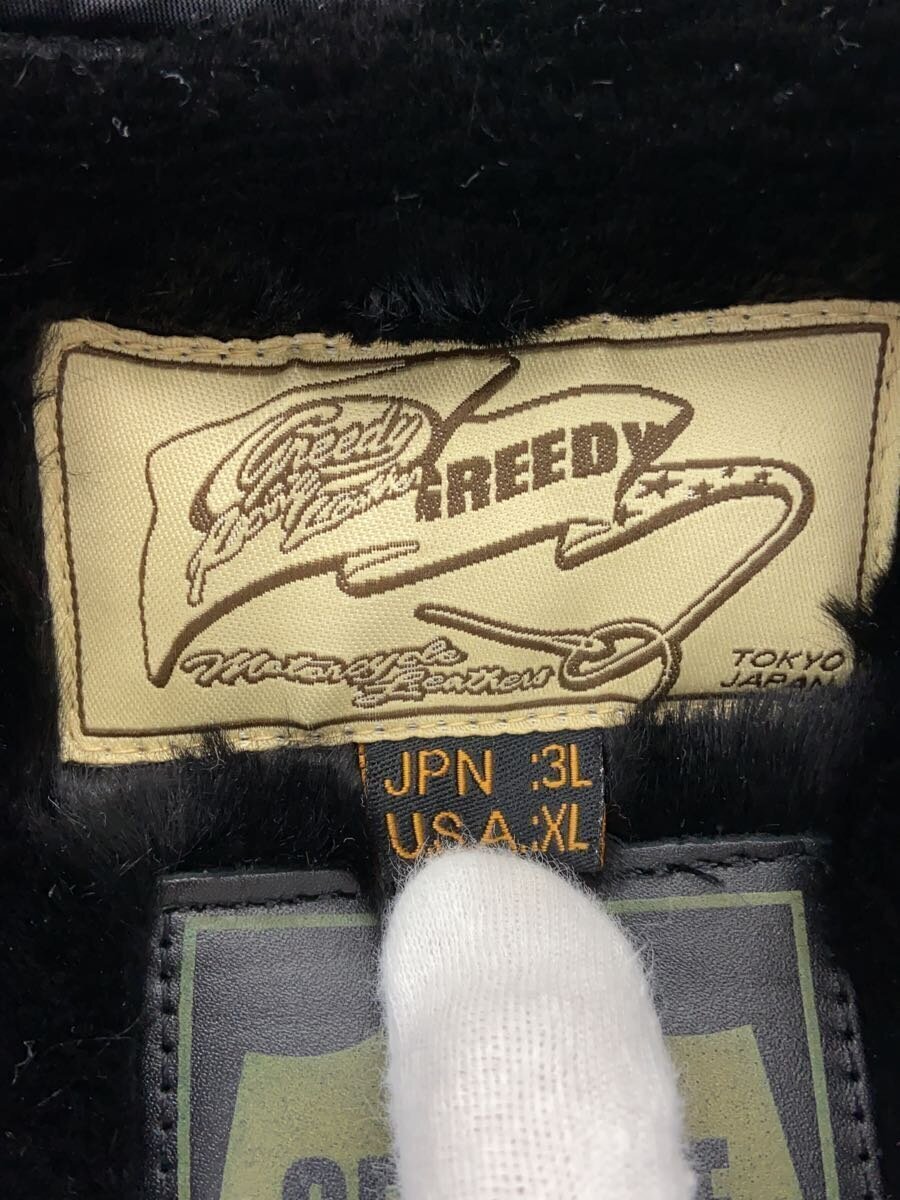 Greedy
GREEDY
Motorcycle
Leathers
TOKYO
JAPAN
JPN :3L
U.S.A. :XL